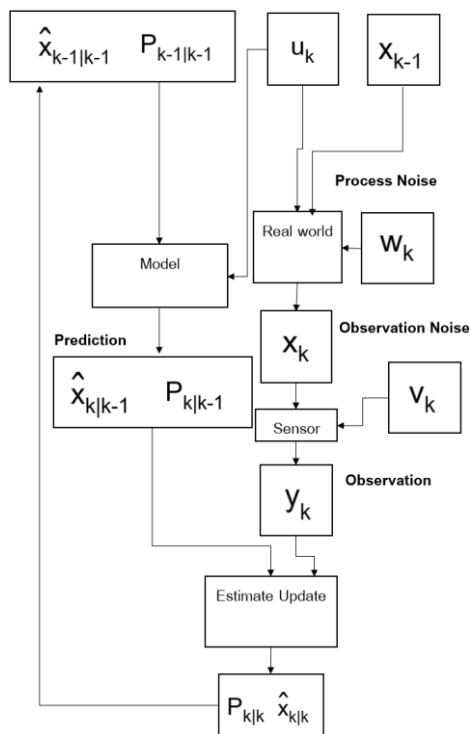 x̂k-1|k-1 Pk-1|k-1
uk
xk-1
Process Noise
Real world
wk
Model
Prediction
xk
Observation Noise
x̂k|k-1 Pk|k-1
vk
Sensor
Observation
yk
Estimate Update
Pk|k x̂k|k